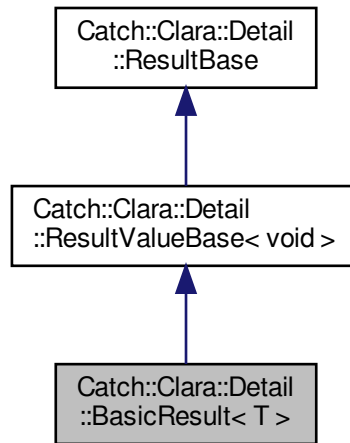 Catch::Clara::Detail
::ResultBase
Catch::Clara::Detail
::ResultValueBase< void >
Catch::Clara::Detail
::BasicResult< T >